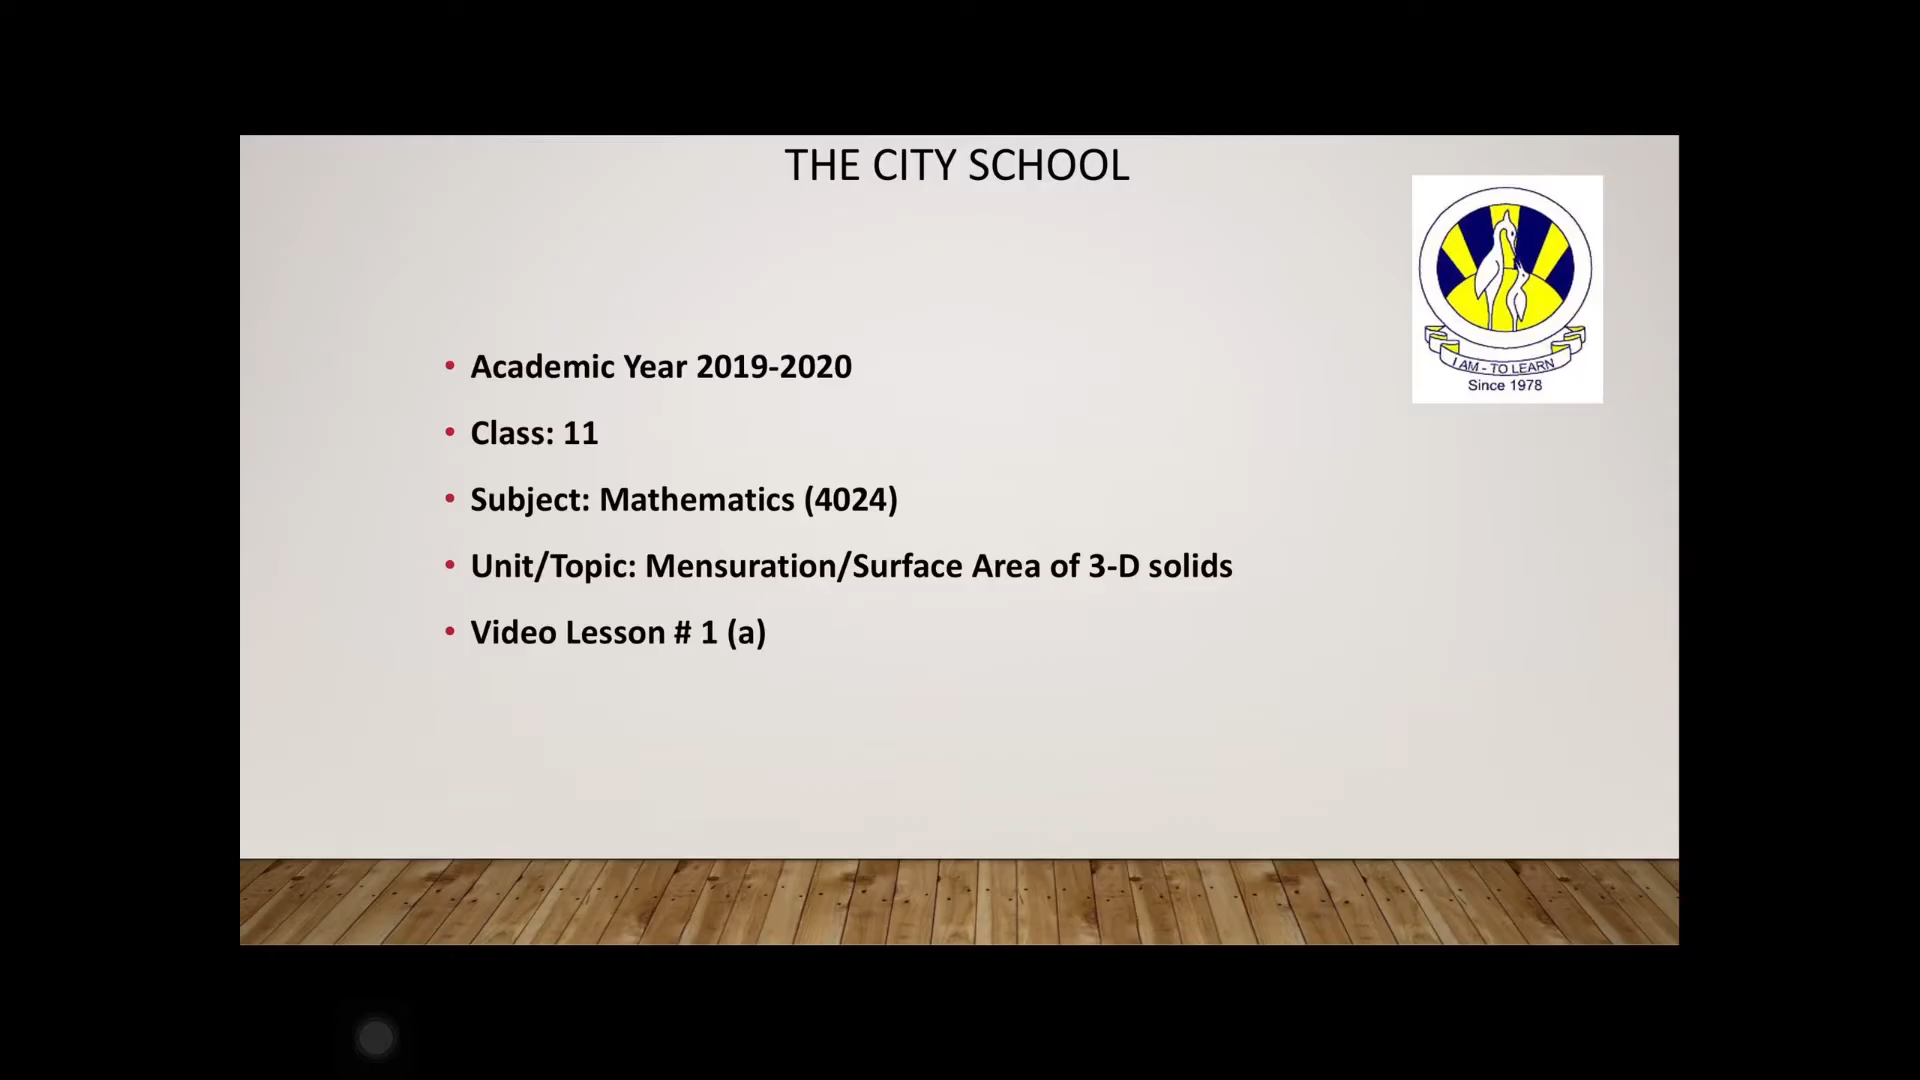 THE CITY SCHOOL
I AM - TO LEARN
Since 1978
• Academic Year 2019-2020
• Class: 11
• Subject: Mathematics (4024)
• Unit/Topic: Mensuration/Surface Area of 3-D solids
• Video Lesson # 1 (a)